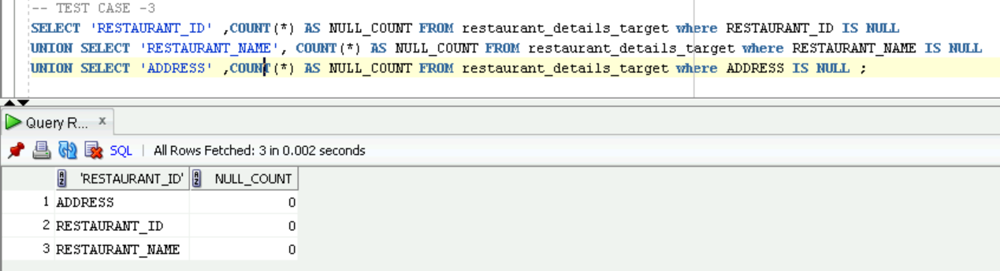 -- TEST CASE -3
SELECT 'RESTAURANT_ID' ,COUNT(*) AS NULL_COUNT FROM restaurant_details_target where RESTAURANT_ID IS NULL
UNION SELECT 'RESTAURANT_NAME', COUNT(*) AS NULL_COUNT FROM restaurant_details_target where RESTAURANT_NAME IS NULL
UNION SELECT 'ADDRESS' ,COUNT(*) AS NULL_COUNT FROM restaurant_details_target where ADDRESS IS NULL ;
Query R... x
SQL | All Rows Fetched: 3 in 0.002 seconds
'RESTAURANT_ID' NULL_COUNT
1 ADDRESS 0
2 RESTAURANT_ID 0
3 RESTAURANT_NAME 0